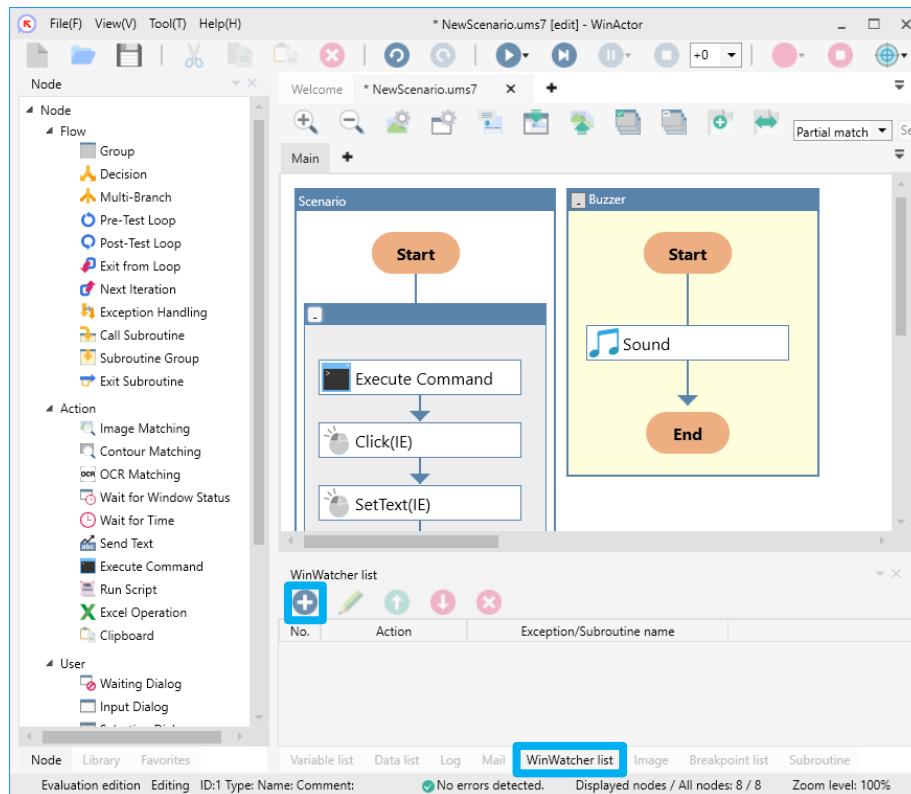 File(F) View(V) Tool(T) Help(H) * NewScenario.ums7 [edit] - WinActor
+0
Node
Welcome * NewScenario.ums7
Node
Flow
Group
Decision
Multi-Branch
Pre-Test Loop
Post-Test Loop
Exit from Loop
Next Iteration
Exception Handling
Call Subroutine
Subroutine Group
Exit Subroutine
Action
Image Matching
Contour Matching
OCR OCR Matching
Wait for Window Status
Wait for Time
Send Text
Execute Command
Run Script
Excel Operation
Clipboard
User
Waiting Dialog
Input Dialog
Node Library Favorites
Partial match Se
Main
Scenario
Start
Execute Command
Click(IE)
SetText(IE)
Buzzer
Start
Sound
End
WinWatcher list
No. Action Exception/Subroutine name
Variable list Data list Log Mail WinWatcher list Image Breakpoint list Subroutine
Evaluation edition Editing ID:1 Type: Name: Comment: No errors detected. Displayed nodes / All nodes: 8 / 8 Zoom level: 100%